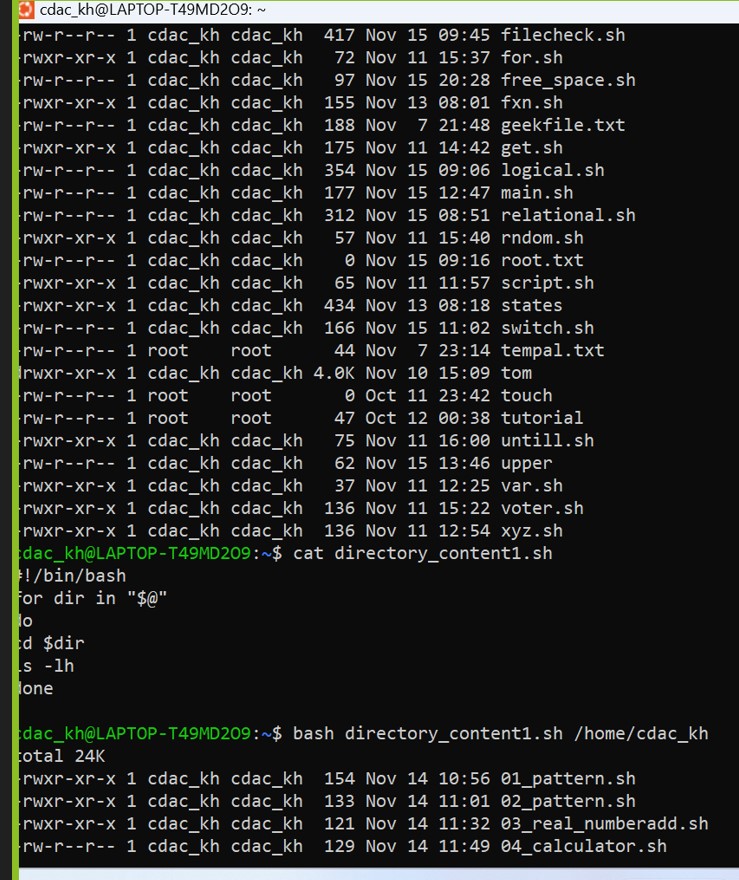 cdac_kh@LAPTOP-T49MD2O9: ~
-rw-r--r-- 1 cdac_kh cdac_kh  417 Nov 15 09:45 filecheck.sh
-rwxr-xr-x 1 cdac_kh cdac_kh   72 Nov 11 15:37 for.sh
-rw-r--r-- 1 cdac_kh cdac_kh   97 Nov 15 20:28 free_space.sh
-rwxr-xr-x 1 cdac_kh cdac_kh  155 Nov 13 08:01 fxn.sh
-rw-r--r-- 1 cdac_kh cdac_kh  188 Nov  7 21:48 geekfile.txt
-rwxr-xr-x 1 cdac_kh cdac_kh  175 Nov 11 14:42 get.sh
-rw-r--r-- 1 cdac_kh cdac_kh  354 Nov 15 09:06 logical.sh
-rw-r--r-- 1 cdac_kh cdac_kh  177 Nov 15 12:47 main.sh
-rw-r--r-- 1 cdac_kh cdac_kh  312 Nov 15 08:51 relational.sh
-rwxr-xr-x 1 cdac_kh cdac_kh   57 Nov 11 15:40 rndom.sh
-rw-r--r-- 1 cdac_kh cdac_kh    0 Nov 15 09:16 root.txt
-rwxr-xr-x 1 cdac_kh cdac_kh   65 Nov 11 11:57 script.sh
-rwxr-xr-x 1 cdac_kh cdac_kh  434 Nov 13 08:18 states
-rw-r--r-- 1 cdac_kh cdac_kh  166 Nov 15 11:02 switch.sh
-rw-r--r-- 1 root    root      44 Nov  7 23:14 tempal.txt
drwxr-xr-x 1 cdac_kh cdac_kh 4.0K Nov 10 15:09 tom
-rw-r--r-- 1 root    root       0 Oct 11 23:42 touch
-rw-r--r-- 1 root    root      47 Oct 12 00:38 tutorial
-rwxr-xr-x 1 cdac_kh cdac_kh   75 Nov 11 16:00 untill.sh
-rw-r--r-- 1 cdac_kh cdac_kh   62 Nov 15 13:46 upper
-rwxr-xr-x 1 cdac_kh cdac_kh   37 Nov 11 12:25 var.sh
-rwxr-xr-x 1 cdac_kh cdac_kh  136 Nov 11 15:22 voter.sh
-rwxr-xr-x 1 cdac_kh cdac_kh  136 Nov 11 12:54 xyz.sh
cdac_kh@LAPTOP-T49MD2O9:~$ cat directory_content1.sh
#!/bin/bash
for dir in "$@"
do
cd $dir
ls -lh
done
cdac_kh@LAPTOP-T49MD2O9:~$ bash directory_content1.sh /home/cdac_kh
total 24K
-rwxr-xr-x 1 cdac_kh cdac_kh  154 Nov 14 10:56 01_pattern.sh
-rwxr-xr-x 1 cdac_kh cdac_kh  133 Nov 14 11:01 02_pattern.sh
-rwxr-xr-x 1 cdac_kh cdac_kh  121 Nov 14 11:32 03_real_numberadd.sh
-rw-r--r-- 1 cdac_kh cdac_kh  129 Nov 14 11:49 04_calculator.sh